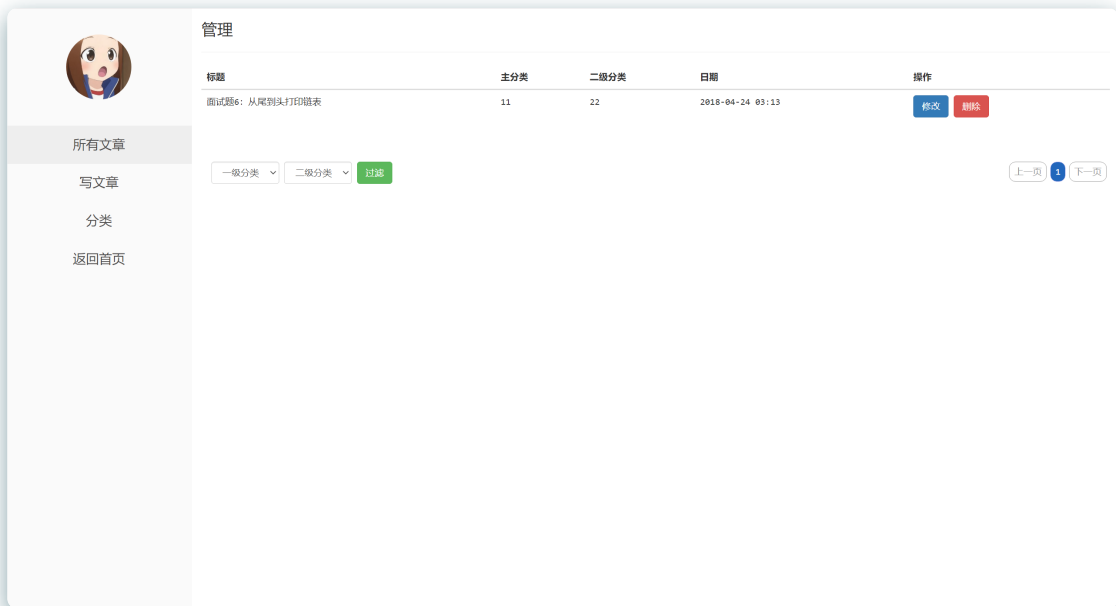 管理
标题 主分类 二级分类 日期 操作
面试题6: 从尾到头打印链表 11 22 2018-04-24 03:13 修改 删除
所有文章
写文章
分类
返回首页
一级分类 二级分类 过滤 上一页 1 下一页